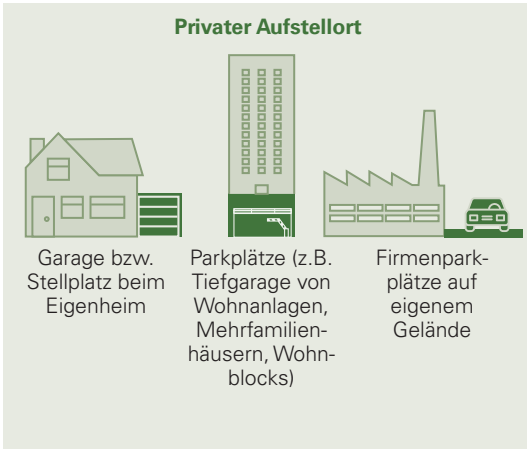 Privater Aufstellort
Garage bzw.
Stellplatz beim
Eigenheim
Parkplätze (z.B.
Tiefgarage von
Wohnanlagen,
Mehrfamilien-
häusern, Wohn-
blocks)
Firmenpark-
plätze auf
eigenem
Gelände